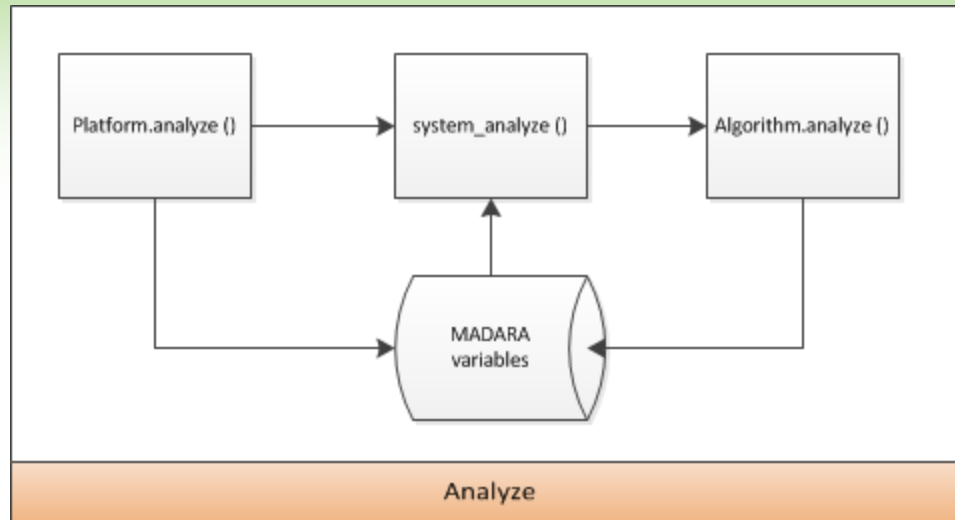 Platform.analyze ()
system_analyze ()
Algorithm.analyze ()
MADARA
variables
Analyze